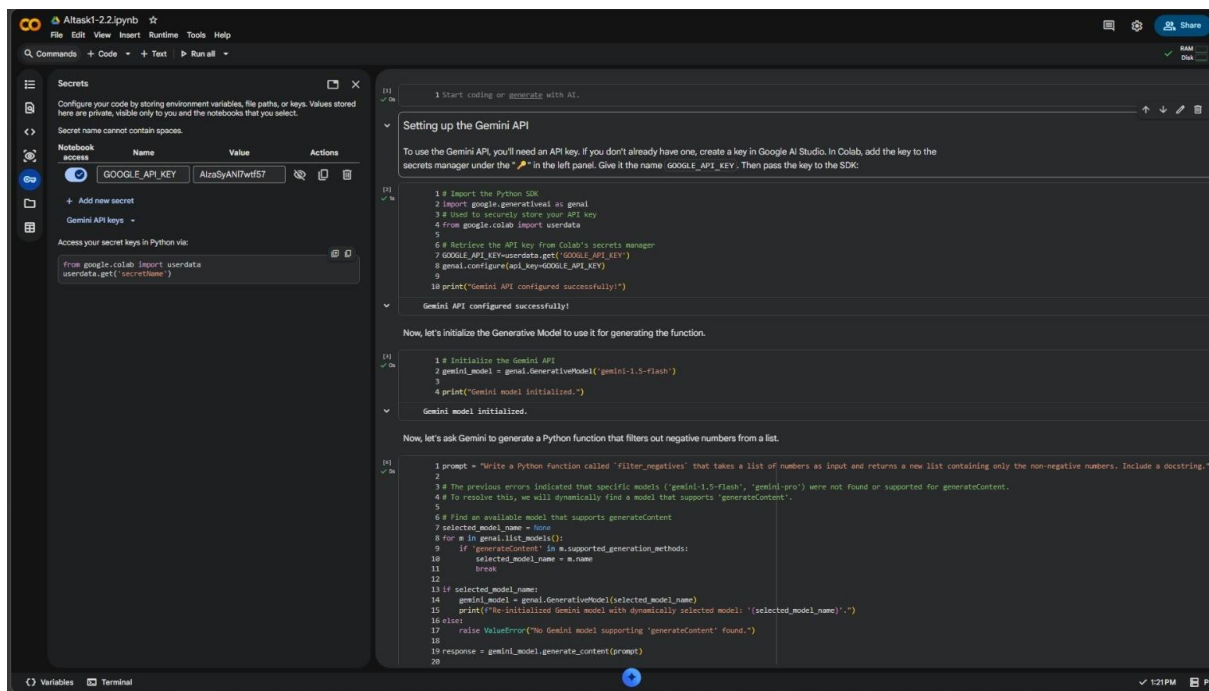 AItask1-2.2.ipynb
File Edit View Insert Runtime Tools Help
Share
Commands + Code + Text Run all
RAM
Disk
Secrets
Configure your code by storing environment variables, file paths, or keys. Values stored
here are private, visible only to you and the notebooks that you select.
Secret name cannot contain spaces.
Notebook access Name Value Actions
GOOGLE_API_KEY AIzaSyANl7wtf57
+ Add new secret
Gemini API keys
Access your secret keys in Python via:
from google.colab import userdata
userdata.get('secretName')
[1]
0s
1 Start coding or generate with AI.
Setting up the Gemini API
To use the Gemini API, you'll need an API key. If you don't already have one, create a key in Google AI Studio. In Colab, add the key to the
secrets manager under the "🔑" in the left panel. Give it the name GOOGLE_API_KEY. Then pass the key to the SDK:
1 # Import the Python SDK
2 import google.generativeai as genai
3 # Used to securely store your API key
4 from google.colab import userdata
5
6 # Retrieve the API key from Colab's secrets manager
7 GOOGLE_API_KEY=userdata.get('GOOGLE_API_KEY')
8 genai.configure(api_key=GOOGLE_API_KEY)
9
10 print("Gemini API configured successfully!")
Gemini API configured successfully!
Now, let's initialize the Generative Model to use it for generating the function.
0s
1 # Initialize the Gemini API
2 gemini_model = genai.GenerativeModel('gemini-1.5-flash')
3
4 print("Gemini model initialized.")
Gemini model initialized.
Now, let's ask Gemini to generate a Python function that filters out negative numbers from a list.
1 prompt = "Write a Python function called `filter_negatives` that takes a list of numbers as input and returns a new list containing only the non-negative numbers. Include a docstring."
2
3 # The previous errors indicated that specific models ('gemini-1.5-flash', 'gemini-pro') were not found or supported for generateContent.
4 # To resolve this, we will dynamically find a model that supports 'generateContent'.
5
6 # Find an available model that supports generateContent
7 selected_model_name = None
8 for m in genai.list_models():
9     if 'generateContent' in m.supported_generation_methods:
10         selected_model_name = m.name
11         break
12
13 if selected_model_name:
14     gemini_model = genai.GenerativeModel(selected_model_name)
15     print(f"Re-initialized Gemini model with dynamically selected model: '{selected_model_name}'.")
16 else:
17     raise ValueError("No Gemini model supporting 'generateContent' found.")
18
19 response = gemini_model.generate_content(prompt)
20
Variables Terminal
1:21 PM